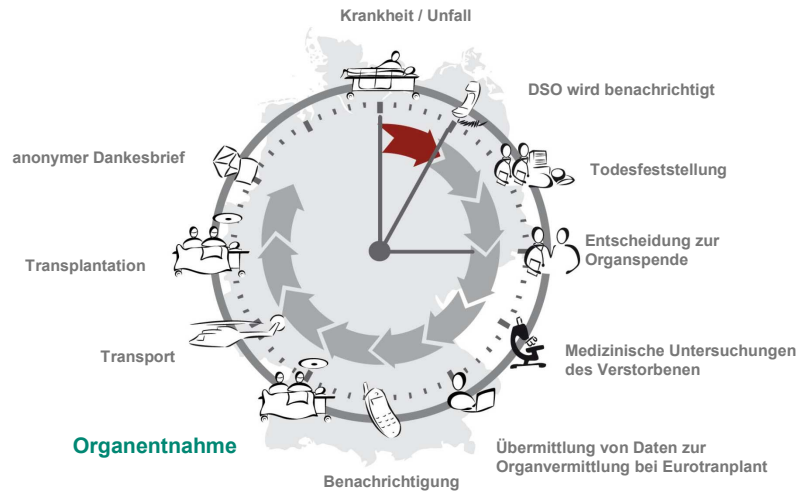 Krankheit / Unfall
DSO wird benachrichtigt
Todesfeststellung
Entscheidung zur
Organspende
Medizinische Untersuchungen
des Verstorbenen
Übermittlung von Daten zur
Organvermittlung bei Eurotranplant
Benachrichtigung
Organentnahme
Transport
Transplantation
anonymer Dankesbrief